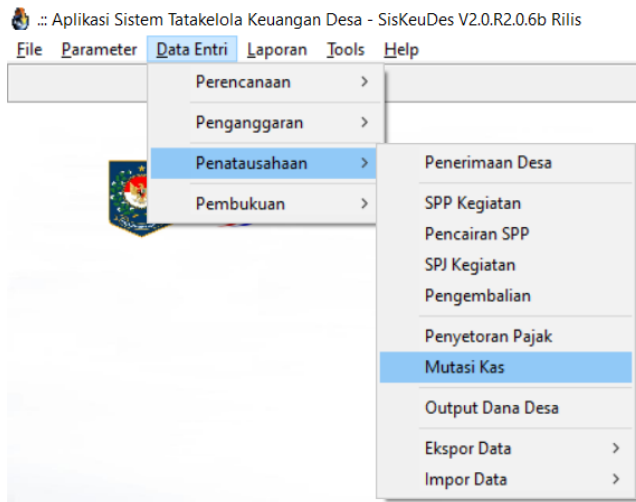 .:: Aplikasi Sistem Tatakelola Keuangan Desa - SisKeuDes V2.0.R2.0.6b Rilis
File Parameter Data Entri Laporan Tools Help
Perencanaan
Penganggaran
Penatausahaan
Pembukuan
Penerimaan Desa
SPP Kegiatan
Pencairan SPP
SPJ Kegiatan
Pengembalian
Penyetoran Pajak
Mutasi Kas
Output Dana Desa
Ekspor Data
Impor Data